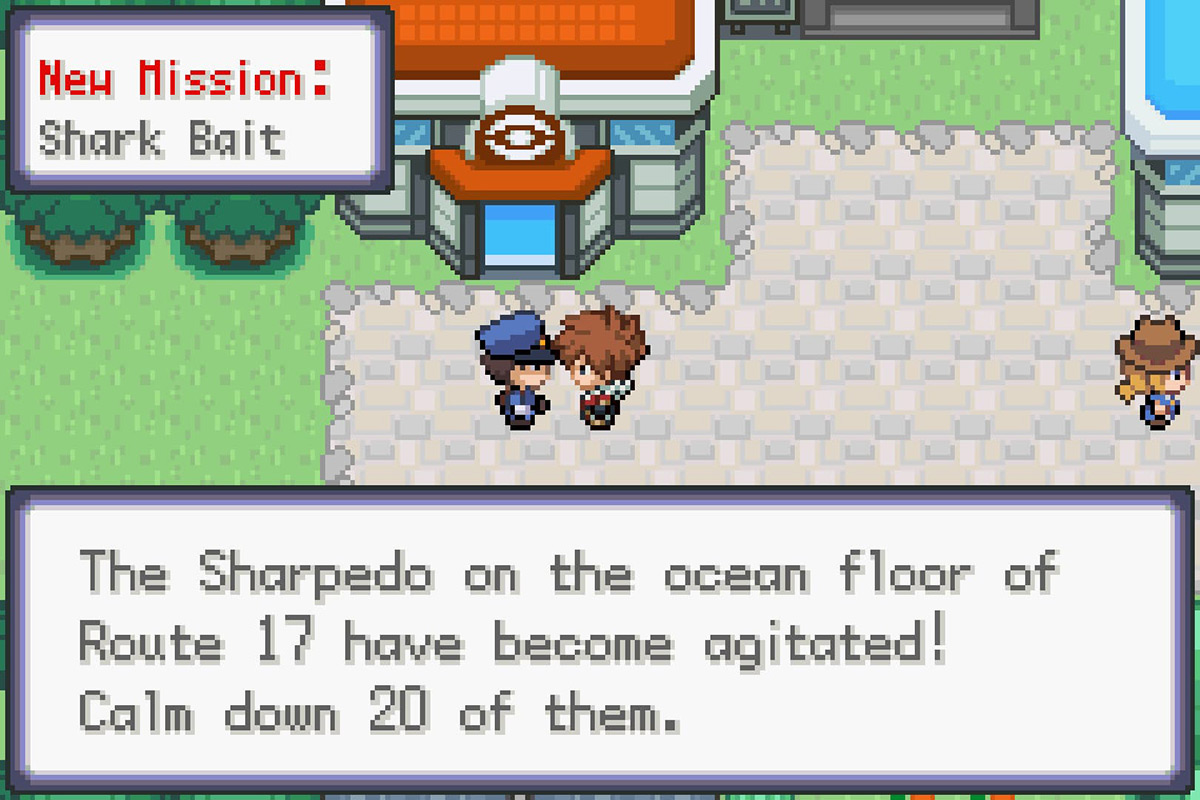 New Mission:
Shark Bait
The Sharpedo on the ocean floor of
Route 17 have become agitated!
Calm down 20 of them.